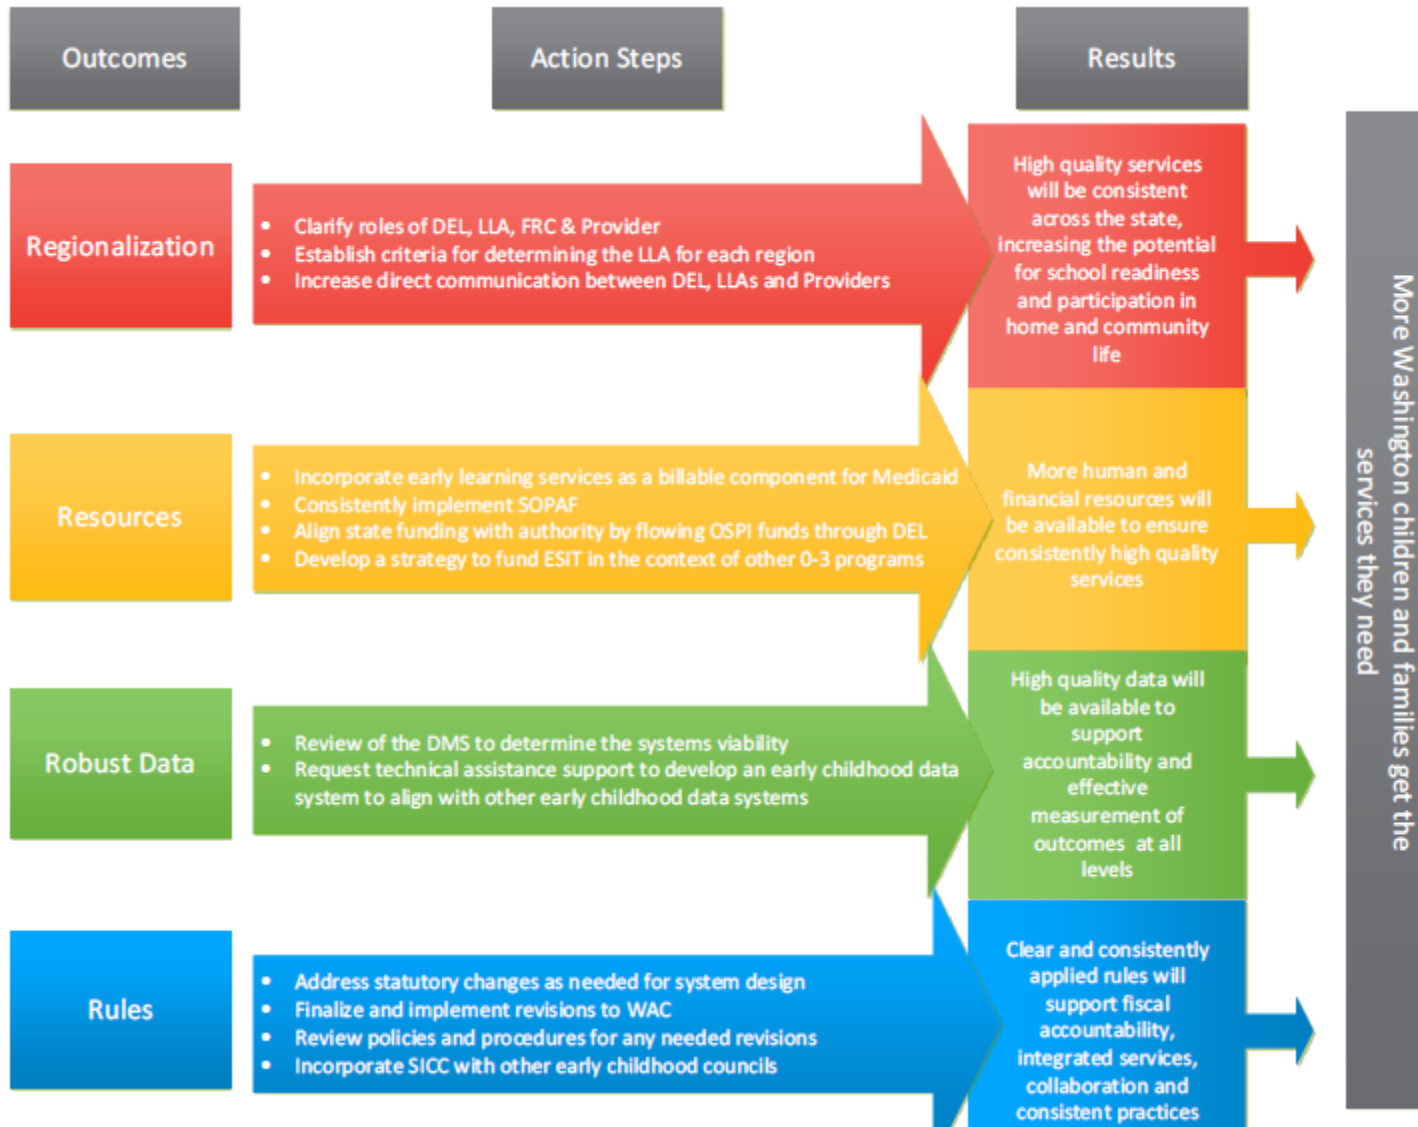 Outcomes
Action Steps
Results
Regionalization
• Clarify roles of DEL, LLA, FRC & Provider
• Establish criteria for determining the LLA for each region
• Increase direct communication between DEL, LLAs and Providers
High quality services
will be consistent
across the state,
increasing the potential
for school readiness
and participation in
home and community
life
Resources
• Incorporate early learning services as a billable component for Medicaid
• Consistently implement SOPAF
• Align state funding with authority by flowing OSPI funds through DEL
• Develop a strategy to fund ESIT in the context of other 0-3 programs
More human and
financial resources will
be available to ensure
consistently high quality
services
Robust Data
• Review of the DMS to determine the systems viability
• Request technical assistance support to develop an early childhood data
system to align with other early childhood data systems
High quality data will
be available to
support
accountability and
effective
measurement of
outcomes at all
levels
Rules
• Address statutory changes as needed for system design
• Finalize and implement revisions to WAC
• Review policies and procedures for any needed revisions
• Incorporate SICC with other early childhood councils
Clear and consistently
applied rules will
support fiscal
accountability,
integrated services,
collaboration and
consistent practices
More Washington children and families get the
services they need